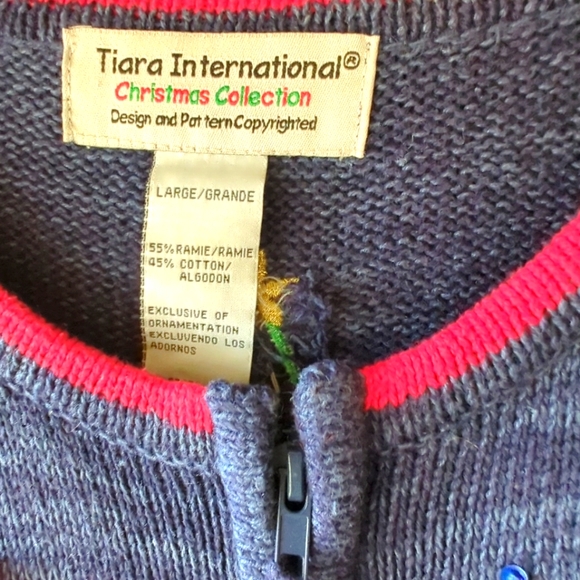 Tiara International®
Christmas Collection
Design and Pattern Copyrighted
LARGE/GRANDE
55% RAMIE/RAMIE
45% COTTON/
ALGODON
EXCLUSIVE OF
ORNAMENTATION
EXCLUVENDO LOS
ADORNOS